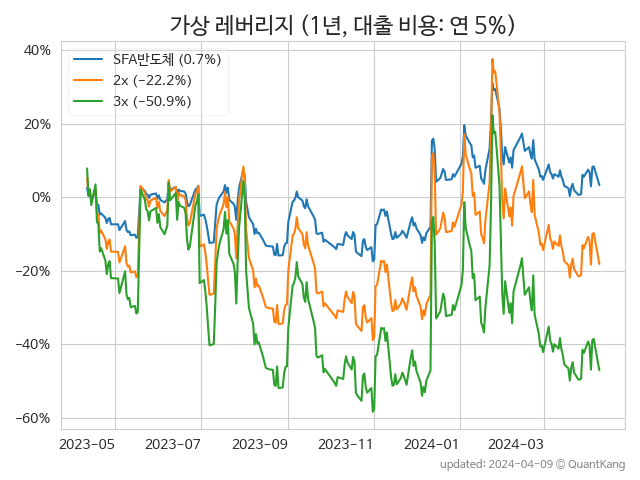 가상 레버리지 (1년, 대출 비용: 연 5%)
SFA반도체 (0.7%)
2x (−22.2%)
3x (−50.9%)
40%
20%
0%
−20%
−40%
−60%
2023-05 2023-07 2023-09 2023-11 2024-01 2024-03
updated: 2024-04-09 © QuantKang